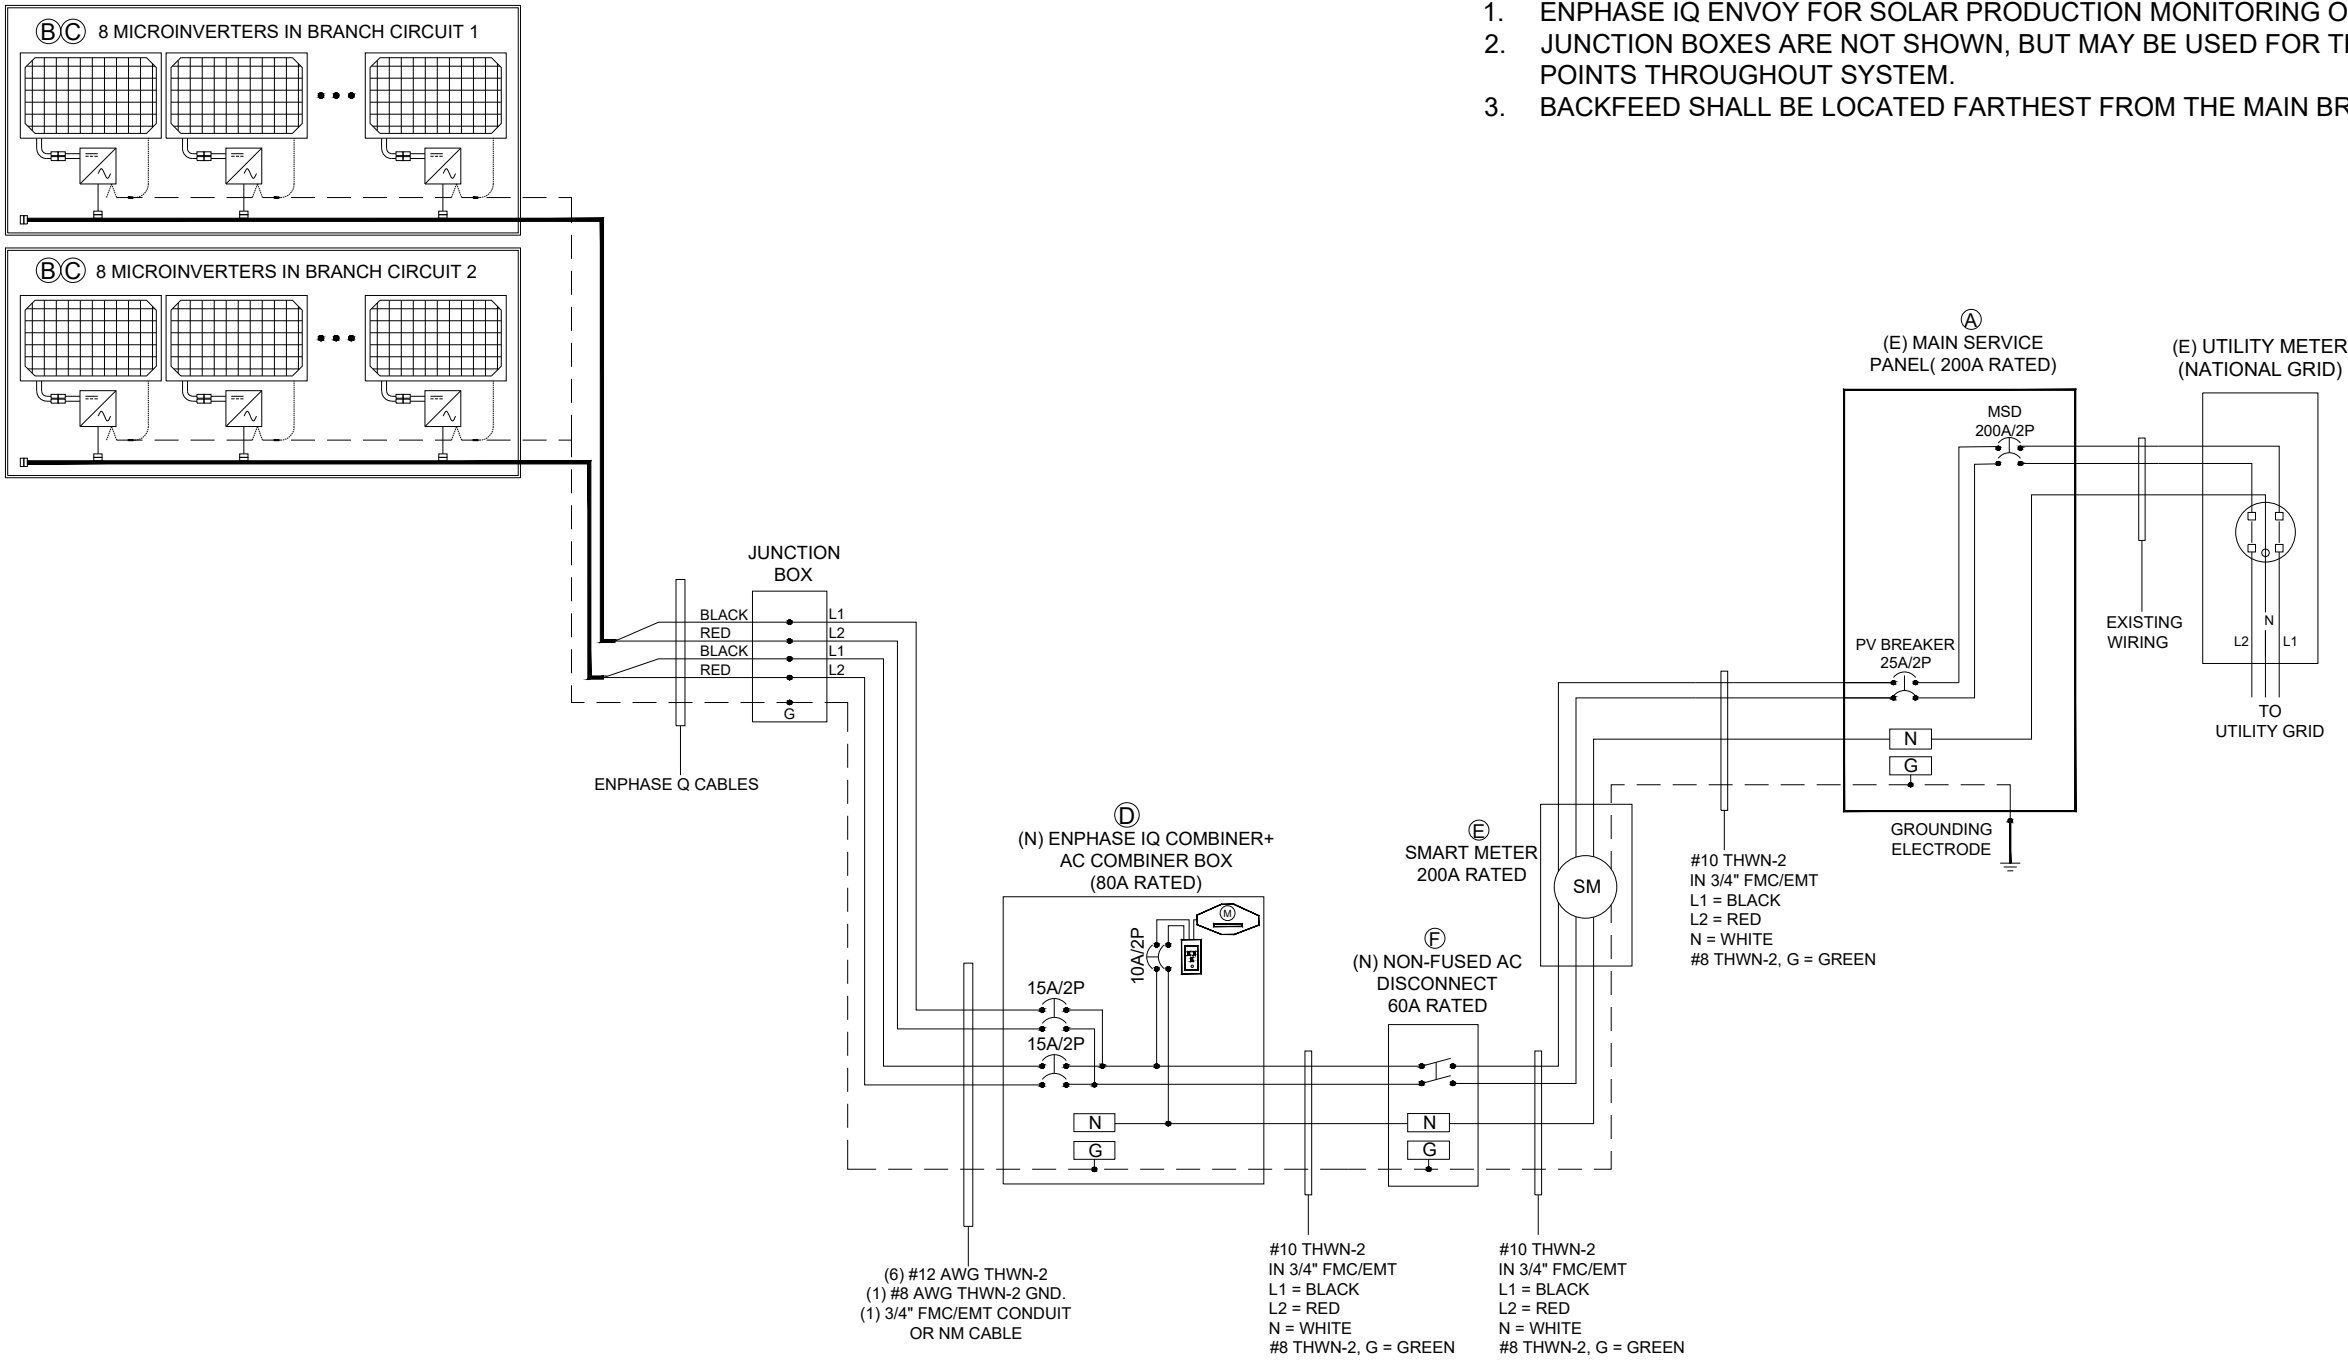 1. ENPHASE IQ ENVOY FOR SOLAR PRODUCTION MONITORING
2. JUNCTION BOXES ARE NOT SHOWN, BUT MAY BE USED FOR
POINTS THROUGHOUT SYSTEM.
3. BACKFEED SHALL BE LOCATED FARTHEST FROM THE MAIN
B C 8 MICROINVERTERS IN BRANCH CIRCUIT 1
B C 8 MICROINVERTERS IN BRANCH CIRCUIT 2
JUNCTION
BOX
BLACK L1
RED L2
BLACK L1
RED L2
G
ENPHASE Q CABLES
D
(N) ENPHASE IQ COMBINER+
AC COMBINER BOX
(80A RATED)
M
10A/2P
15A/2P
15A/2P
N
G
(6) #12 AWG THWN-2
(1) #8 AWG THWN-2 GND.
(1) 3/4" FMC/EMT CONDUIT
OR NM CABLE
#10 THWN-2
IN 3/4" FMC/EMT
L1 = BLACK
L2 = RED
N = WHITE
#8 THWN-2, G = GREEN
F
(N) NON-FUSED AC
DISCONNECT
60A RATED
N
G
#10 THWN-2
IN 3/4" FMC/EMT
L1 = BLACK
L2 = RED
N = WHITE
#8 THWN-2, G = GREEN
E
SMART METER
200A RATED
SM
#10 THWN-2
IN 3/4" FMC/EMT
L1 = BLACK
L2 = RED
N = WHITE
#8 THWN-2, G = GREEN
A
(E) MAIN SERVICE
PANEL( 200A RATED)
MSD
200A/2P
PV BREAKER
25A/2P
N
G
GROUNDING
ELECTRODE
EXISTING
WIRING
(E) UTILITY METER
(NATIONAL GRID)
L2 N L1
TO
UTILITY GRID